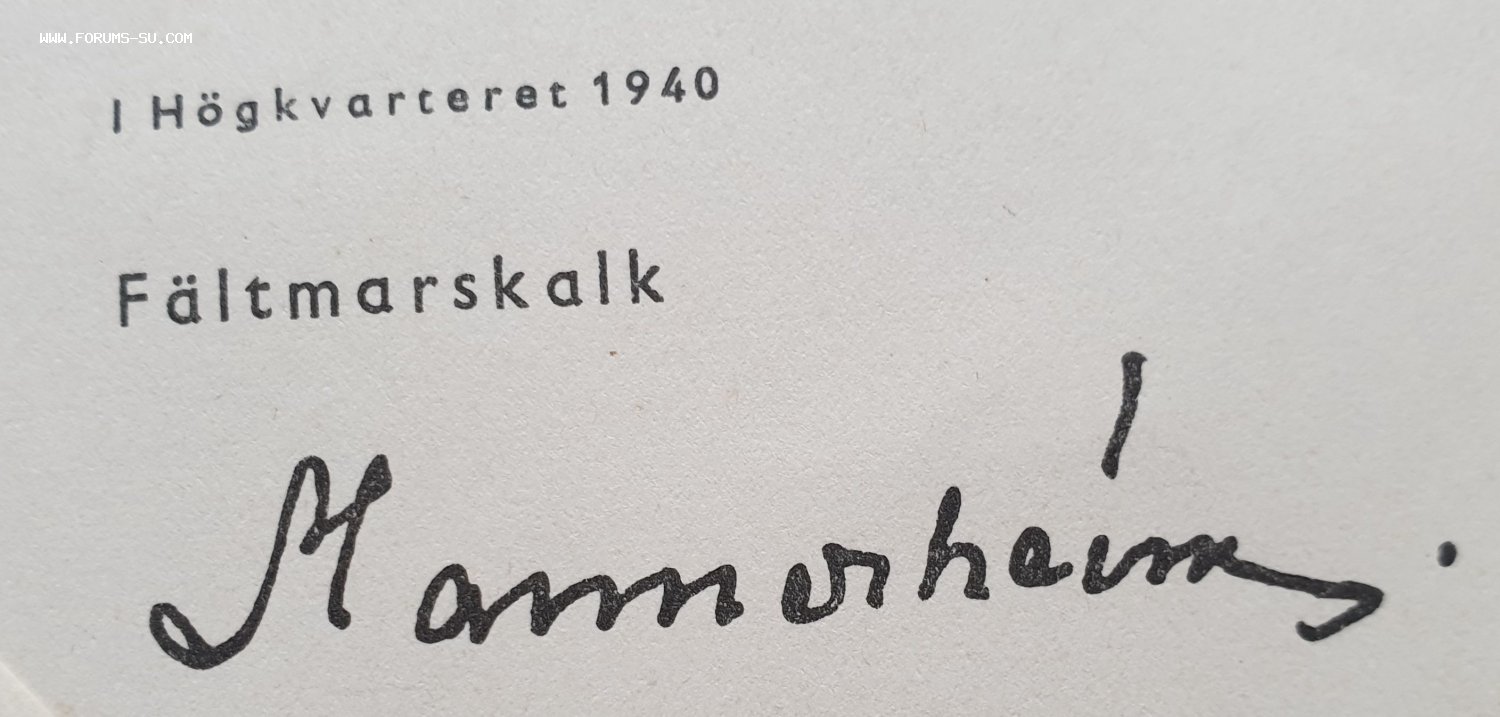 WWW.FORUMS-SU.COM
I Högkvarteret 1940
Fältmarskalk
Mannerheim.